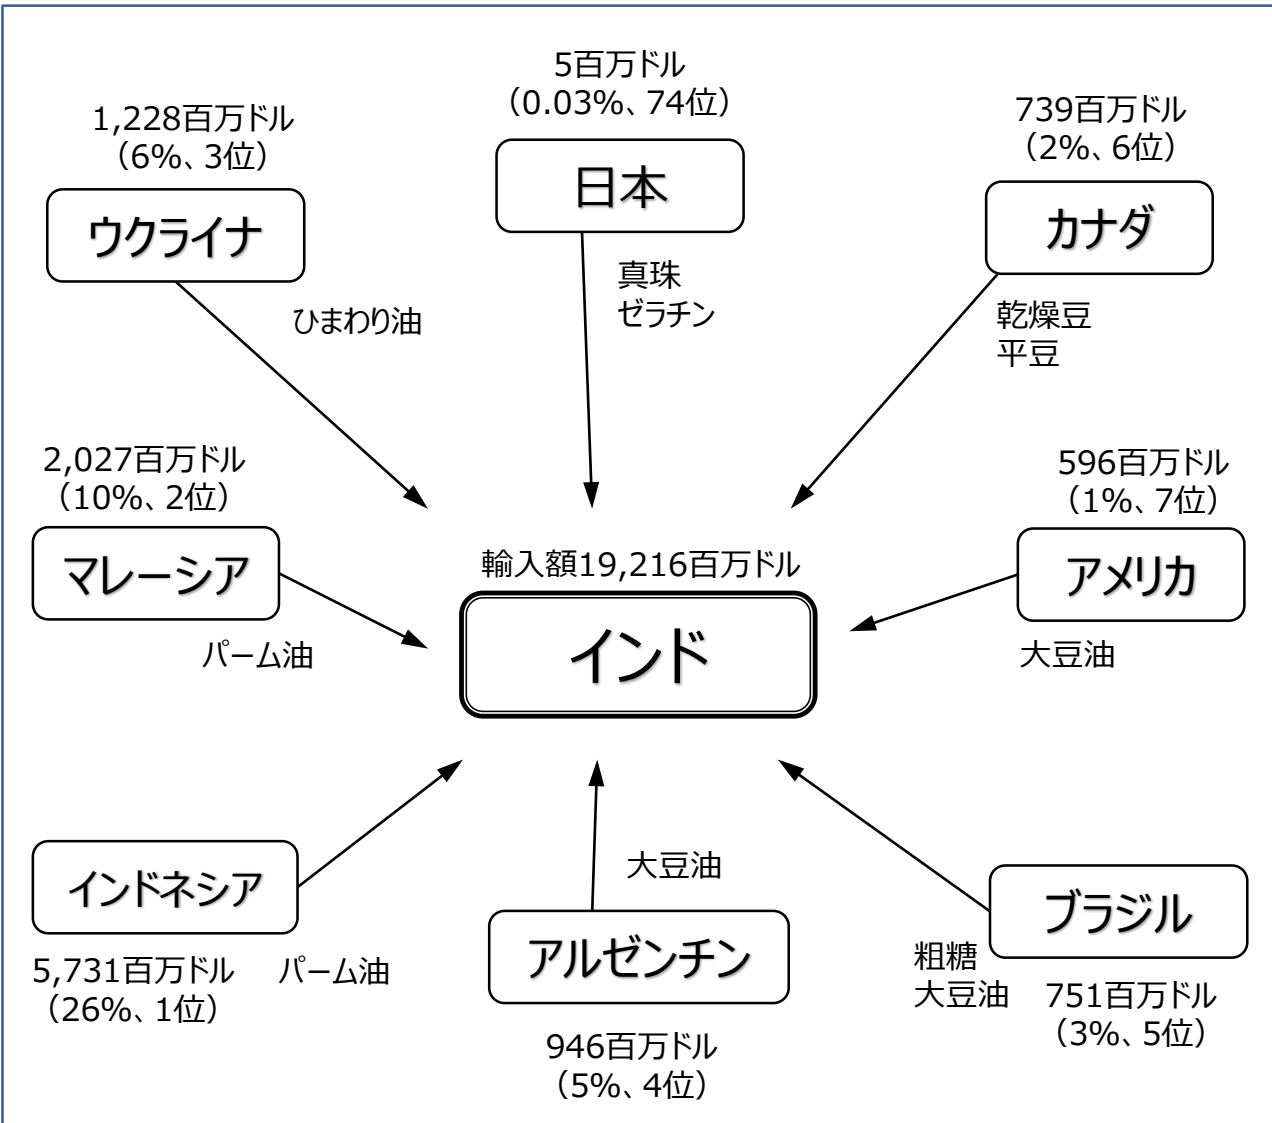 5百万ドル
（0.03%、74位）
日本
真珠
ゼラチン
1,228百万ドル
（6%、3位）
ウクライナ
ひまわり油
739百万ドル
（2%、6位）
カナダ
乾燥豆
平豆
2,027百万ドル
（10%、2位）
マレーシア
パーム油
596百万ドル
（1%、7位）
アメリカ
大豆油
輸入額19,216百万ドル
インド
インドネシア
5,731百万ドル
（26%、1位）
パーム油
大豆油
アルゼンチン
946百万ドル
（5%、4位）
ブラジル
粗糖
大豆油
751百万ドル
（3%、5位）